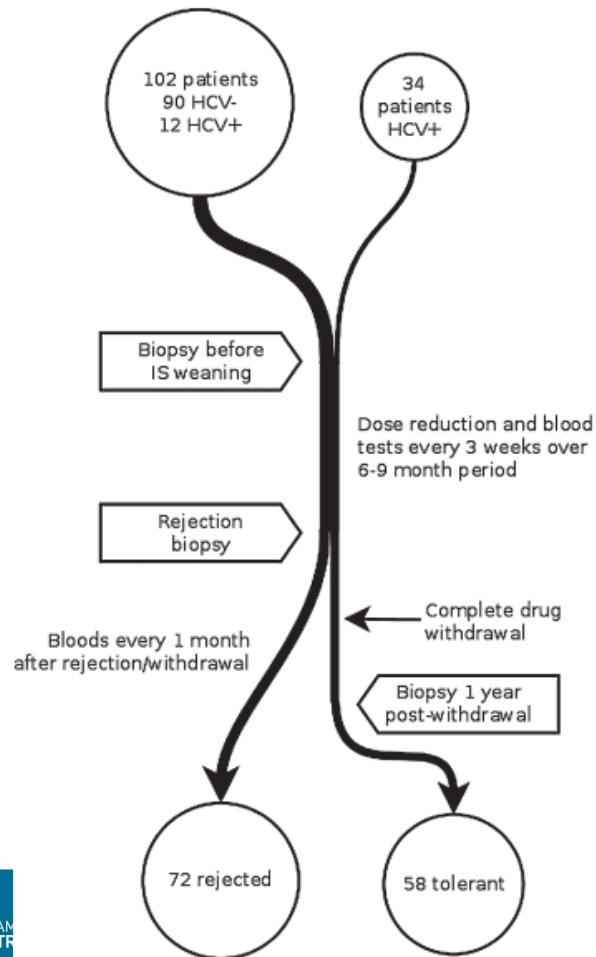 102 patients
90 HCV-
12 HCV+
34
patients
HCV+
Biopsy before
IS weaning
Dose reduction and blood
tests every 3 weeks over
6-9 month period
Rejection
biopsy
Complete drug
withdrawal
Bloods every 1 month
after rejection/withdrawal
Biopsy 1 year
post-withdrawal
72 rejected
58 tolerant